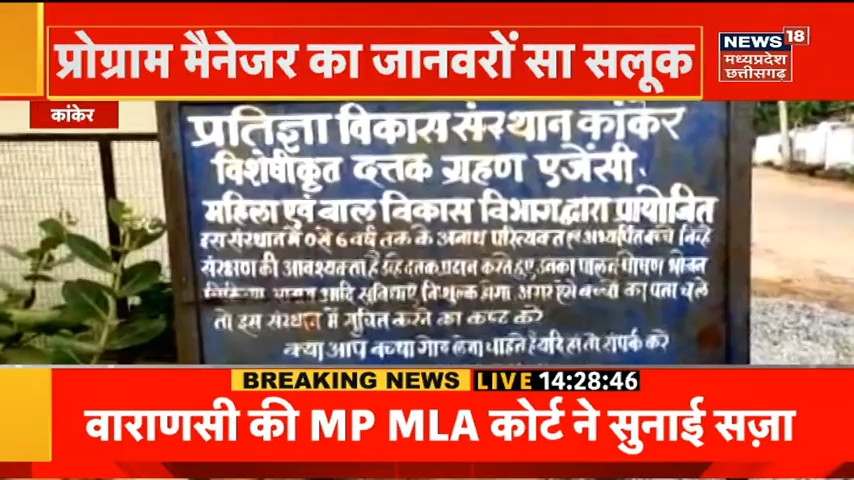 प्रोग्राम मैनेजर का जानवरों सा सलूक
NEWS 18
मध्यप्रदेश
छत्तीसगढ़
कांकेर
प्रतिज्ञा विकास संस्थान कांकेर
विशेषीकृत दत्तक ग्रहण एजेंसी.
महिला एवं बाल विकास विभाग द्वारा प्रायोजित
इस संस्थान में 0 से 6 वर्ष तक के अनाथ परित्यक्त अभ्यर्पित बच्चे जिन्हे
संरक्षण की आवश्यकता है उन्हे दत्तक प्रदान करते हुए, उनका पालन पोषण भोजन
आदि सुविधाए निःशुल्क होगा. अगर ऐसे बच्चों का पता चले
तो इस संस्थान में सुचित करने का कष्ट करे
क्या आप बच्चा गोद लेना चाहते है यदि हां तो संपर्क करे
BREAKING NEWS LIVE 14:28:46
वाराणसी की MP MLA कोर्ट ने सुनाई सज़ा